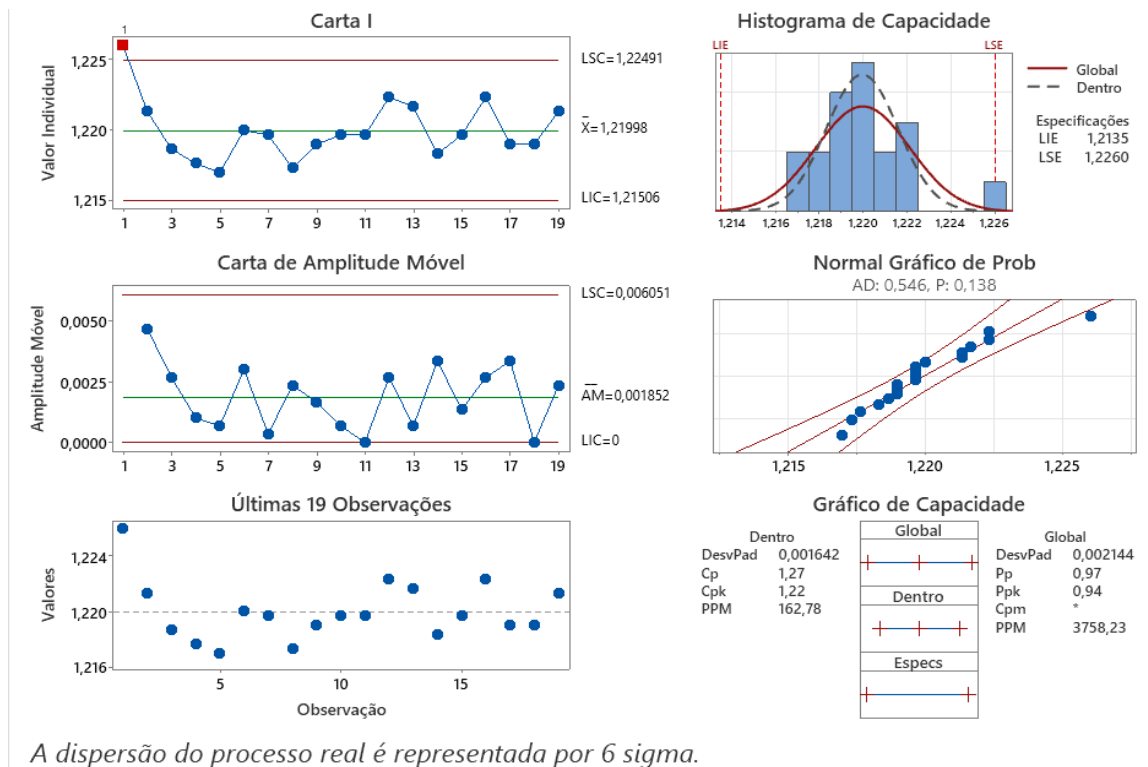 Carta I
1
Valor Individual
1,225
1,220
1,215
1 3 5 7 9 11 13 15 17 19
LSC=1,22491
X̄=1,21998
LIC=1,21506
Histograma de Capacidade
LIE
LSE
1,214 1,216 1,218 1,220 1,222 1,224 1,226
Global
Dentro
Especificações
LIE 1,2135
LSE 1,2260
Carta de Amplitude Móvel
Amplitude Móvel
0,0050
0,0025
0,0000
1 3 5 7 9 11 13 15 17 19
LSC=0,006051
A̅M̅=0,001852
LIC=0
Normal Gráfico de Prob
AD: 0,546, P: 0,138
1,215 1,220 1,225
Últimas 19 Observações
Valores
1,224
1,220
1,216
5 10 15
Observação
Gráfico de Capacidade
Dentro
DesvPad 0,001642
Cp 1,27
Cpk 1,22
PPM 162,78
Global
Dentro
Especs
Global
DesvPad 0,002144
Pp 0,97
Ppk 0,94
Cpm *
PPM 3758,23
A dispersão do processo real é representada por 6 sigma.